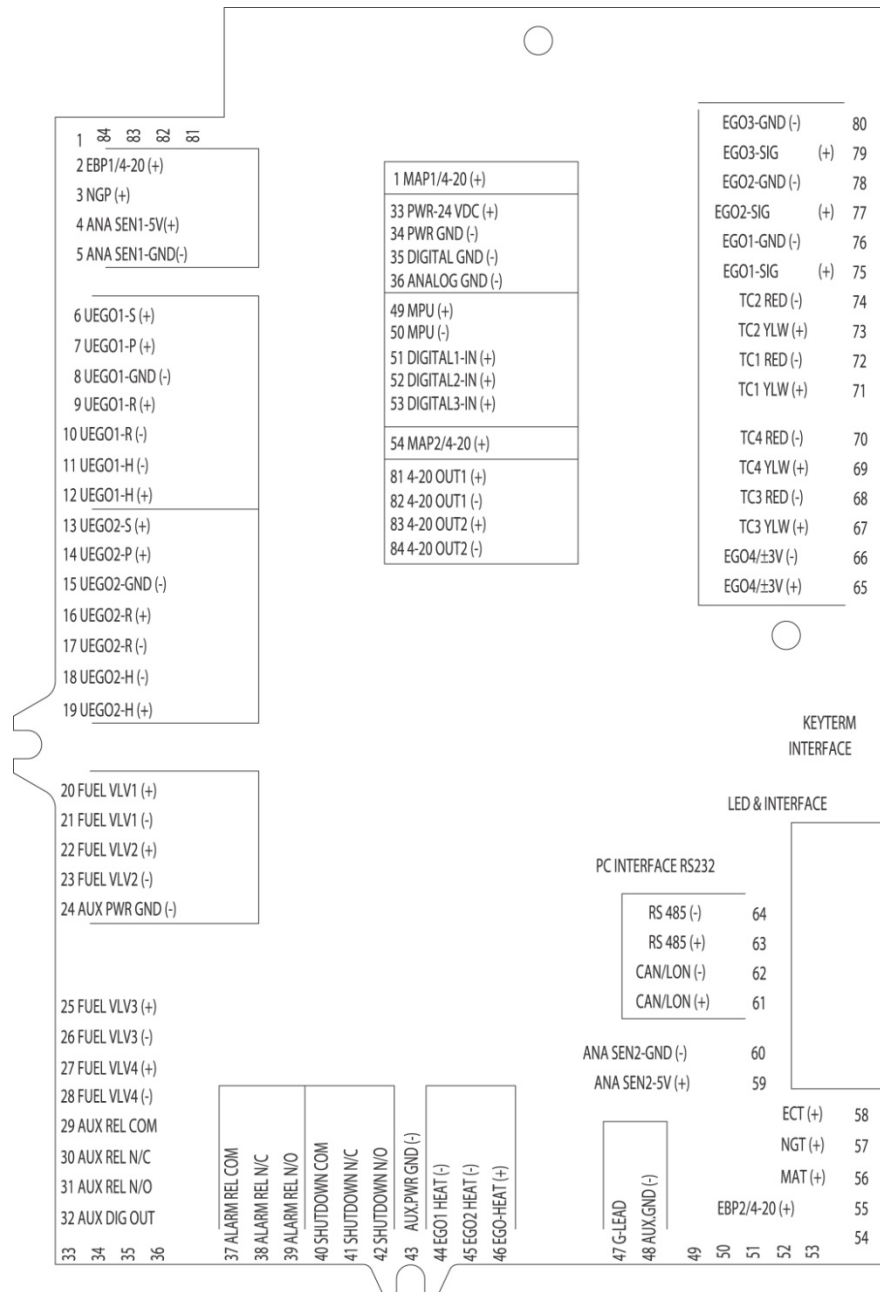 1 84 83 82 81
2 EBP1/4-20 (+)
3 NGP (+)
4 ANA SEN1-5V(+)
5 ANA SEN1-GND(-)
6 UEGO1-S (+)
7 UEGO1-P (+)
8 UEGO1-GND (-)
9 UEGO1-R (+)
10 UEGO1-R (-)
11 UEGO1-H (-)
12 UEGO1-H (+)
13 UEGO2-S (+)
14 UEGO2-P (+)
15 UEGO2-GND (-)
16 UEGO2-R (+)
17 UEGO2-R (-)
18 UEGO2-H (-)
19 UEGO2-H (+)
20 FUEL VLV1 (+)
21 FUEL VLV1 (-)
22 FUEL VLV2 (+)
23 FUEL VLV2 (-)
24 AUX PWR GND (-)
25 FUEL VLV3 (+)
26 FUEL VLV3 (-)
27 FUEL VLV4 (+)
28 FUEL VLV4 (-)
29 AUX REL COM
30 AUX REL N/C
31 AUX REL N/O
32 AUX DIG OUT
33
34
35
36
1 MAP1/4-20 (+)
33 PWR-24 VDC (+)
34 PWR GND (-)
35 DIGITAL GND (-)
36 ANALOG GND (-)
49 MPU (+)
50 MPU (-)
51 DIGITAL1-IN (+)
52 DIGITAL2-IN (+)
53 DIGITAL3-IN (+)
54 MAP2/4-20 (+)
81 4-20 OUT1 (+)
82 4-20 OUT1 (-)
83 4-20 OUT2 (+)
84 4-20 OUT2 (-)
37 ALARM REL COM
38 ALARM REL N/C
39 ALARM REL N/O
40 SHUTDOWN COM
41 SHUTDOWN N/C
42 SHUTDOWN N/O
43 AUX.PWR GND (-)
44 EGO1 HEAT (-)
45 EGO2 HEAT (-)
46 EGO-HEAT (+)
47 G-LEAD
48 AUX.GND (-)
49
50
51
52
53
EGO3-GND (-) 80
EGO3-SIG (+) 79
EGO2-GND (-) 78
EGO2-SIG (+) 77
EGO1-GND (-) 76
EGO1-SIG (+) 75
TC2 RED (-) 74
TC2 YLW (+) 73
TC1 RED (-) 72
TC1 YLW (+) 71
TC4 RED (-) 70
TC4 YLW (+) 69
TC3 RED (-) 68
TC3 YLW (+) 67
EGO4/±3V (-) 66
EGO4/±3V (+) 65
KEYTERM
INTERFACE
LED & INTERFACE
PC INTERFACE RS232
RS 485 (-) 64
RS 485 (+) 63
CAN/LON (-) 62
CAN/LON (+) 61
ANA SEN2-GND (-) 60
ANA SEN2-5V (+) 59
ECT (+) 58
NGT (+) 57
MAT (+) 56
EBP2/4-20 (+) 55
54